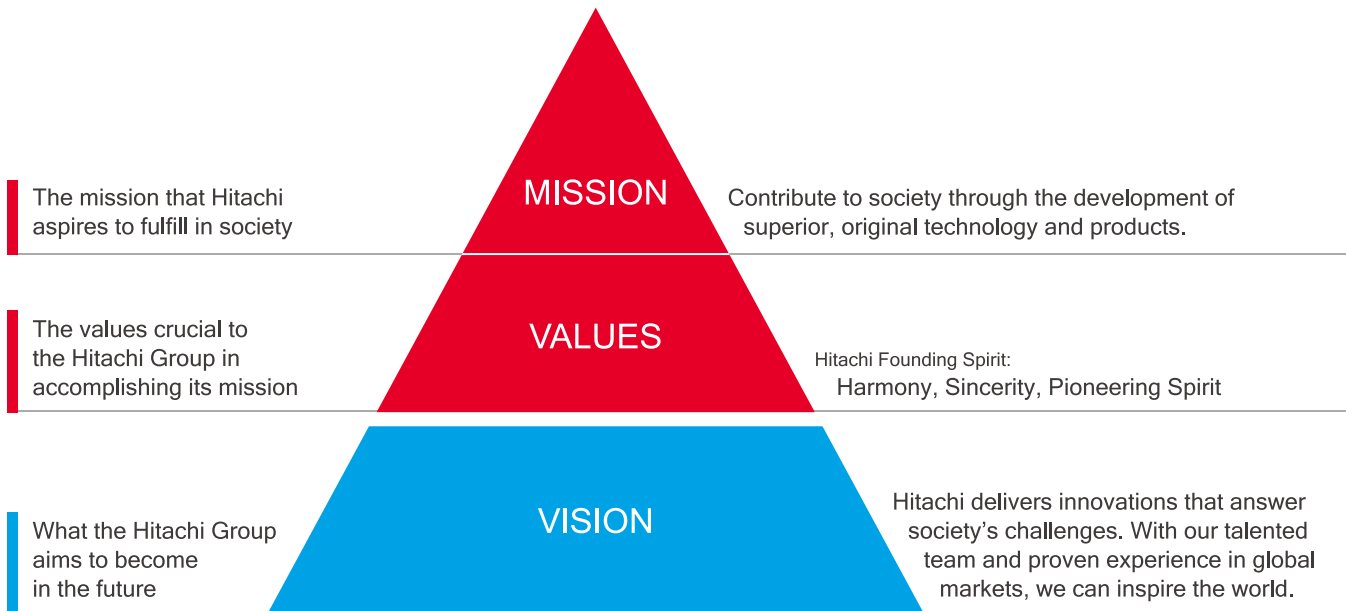 The mission that Hitachi
aspires to fulfill in society
MISSION
Contribute to society through the development of
superior, original technology and products.
The values crucial to
the Hitachi Group in
accomplishing its mission
VALUES
Hitachi Founding Spirit:
Harmony, Sincerity, Pioneering Spirit
What the Hitachi Group
aims to become
in the future
VISION
Hitachi delivers innovations that answer
society’s challenges. With our talented
team and proven experience in global
markets, we can inspire the world.